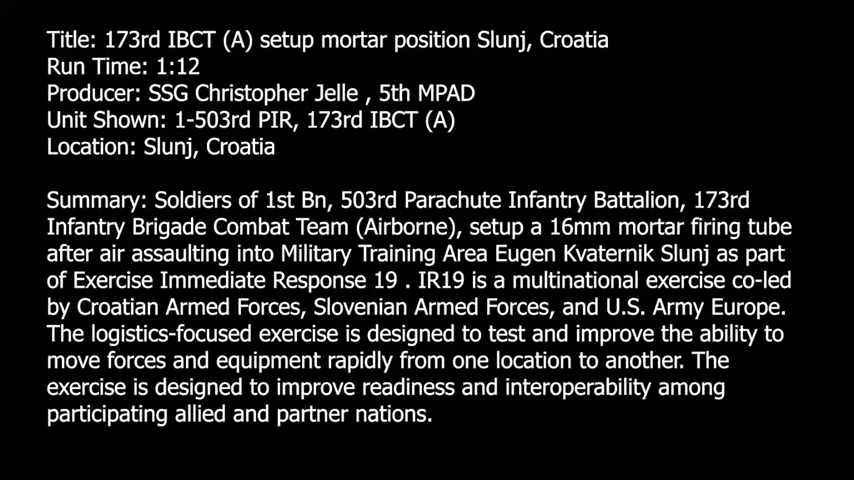 Title: 173rd IBCT (A) setup mortar position Slunj, Croatia
Run Time: 1:12
Producer: SSG Christopher Jelle , 5th MPAD
Unit Shown: 1-503rd PIR, 173rd IBCT (A)
Location: Slunj, Croatia
Summary: Soldiers of 1st Bn, 503rd Parachute Infantry Battalion, 173rd
Infantry Brigade Combat Team (Airborne), setup a 16mm mortar firing tube
after air assaulting into Military Training Area Eugen Kvaternik Slunj as part
of Exercise Immediate Response 19 . IR19 is a multinational exercise co-led
by Croatian Armed Forces, Slovenian Armed Forces, and U.S. Army Europe.
The logistics-focused exercise is designed to test and improve the ability to
move forces and equipment rapidly from one location to another. The
exercise is designed to improve readiness and interoperability among
participating allied and partner nations.